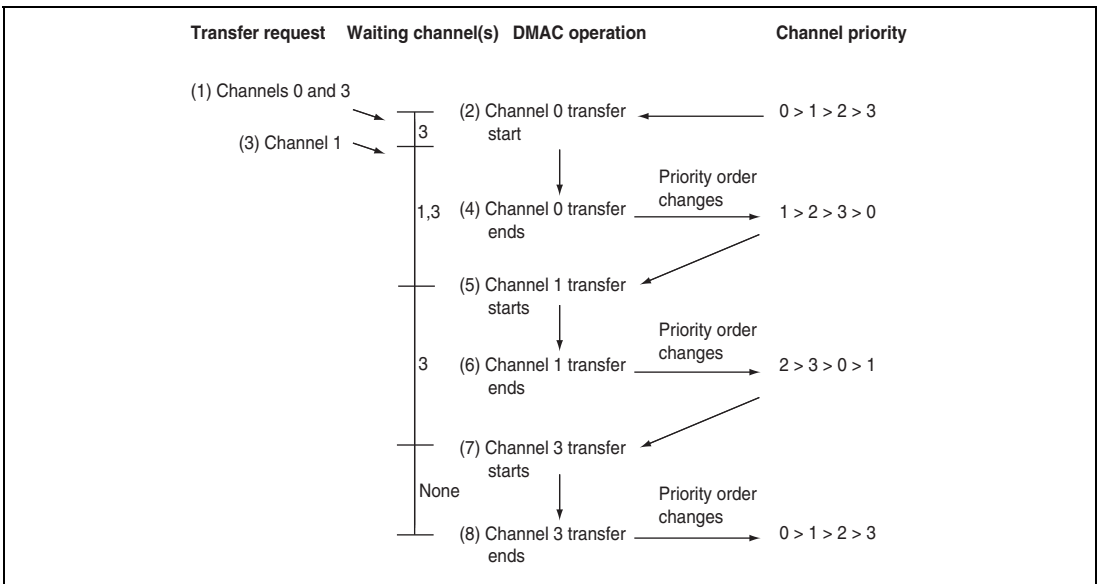 Transfer request Waiting channel(s) DMAC operation Channel priority
(1) Channels 0 and 3
(2) Channel 0 transfer
start
0 > 1 > 2 > 3
3
(3) Channel 1
Priority order
changes
1,3
(4) Channel 0 transfer
ends
1 > 2 > 3 > 0
(5) Channel 1 transfer
starts
Priority order
changes
3
(6) Channel 1 transfer
ends
2 > 3 > 0 > 1
(7) Channel 3 transfer
starts
None
Priority order
changes
(8) Channel 3 transfer
ends
0 > 1 > 2 > 3